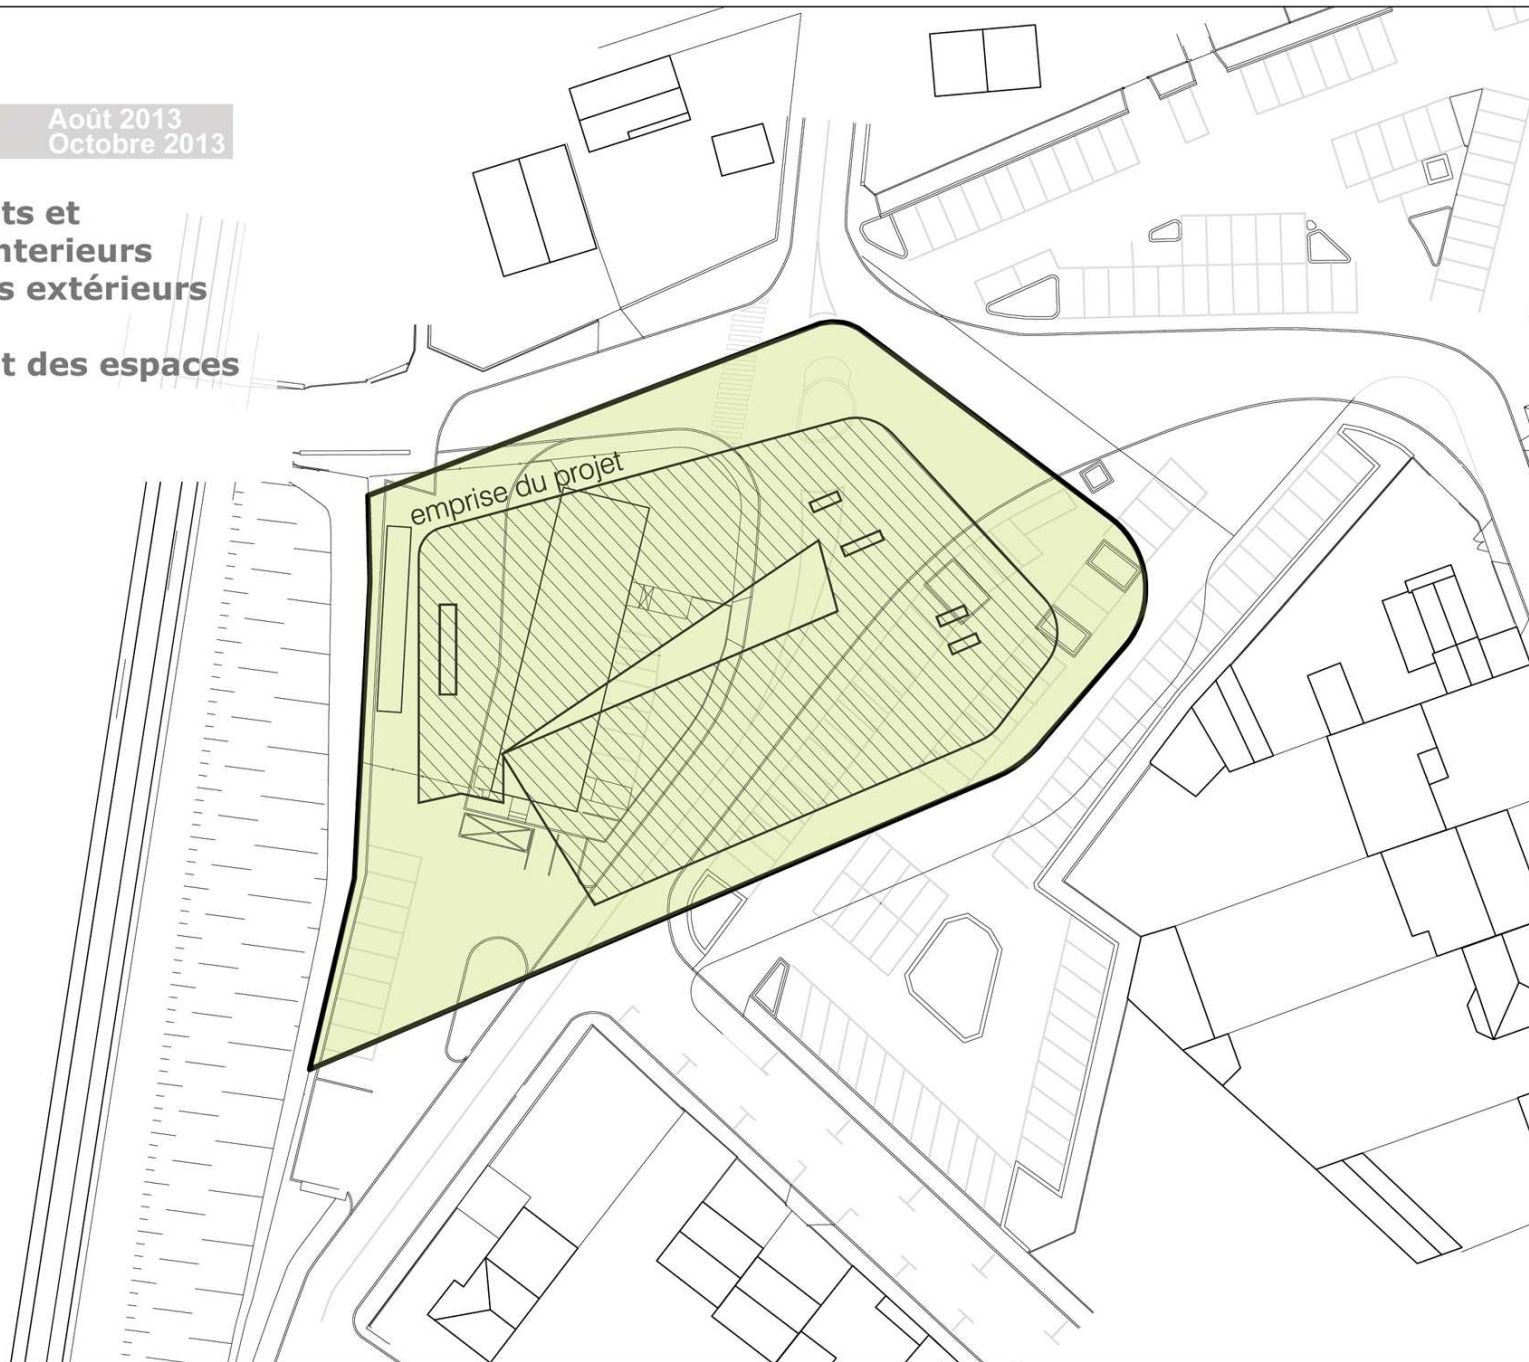 Août 2013
Octobre 2013
ts et
nterieurs
s extérieurs
t des espaces
emprise du projet